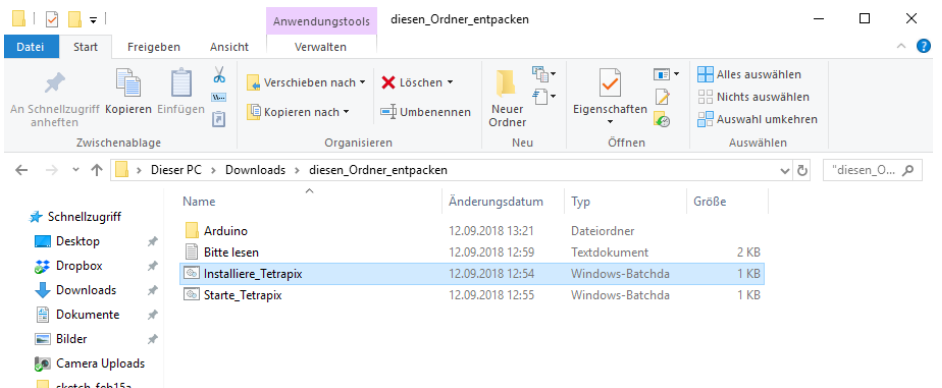 Anwendungstools diesen_Ordner_entpacken
Datei Start Freigeben Ansicht Verwalten
An Schnellzugriff anheften
Kopieren
Einfügen
Zwischenablage
Verschieben nach
Kopieren nach
Löschen
Umbenennen
Organisieren
Neuer Ordner
Neu
Eigenschaften
Öffnen
Alles auswählen
Nichts auswählen
Auswahl umkehren
Auswählen
Dieser PC > Downloads > diesen_Ordner_entpacken
"diesen_O...
Name Änderungsdatum Typ Größe
Schnellzugriff
Desktop
Dropbox
Downloads
Dokumente
Bilder
Camera Uploads
sketch_feb15a
Arduino 12.09.2018 13:21 Dateiordner
Bitte lesen 12.09.2018 12:59 Textdokument 2 KB
Installiere_Tetrapix 12.09.2018 12:54 Windows-Batchda 1 KB
Starte_Tetrapix 12.09.2018 12:55 Windows-Batchda 1 KB